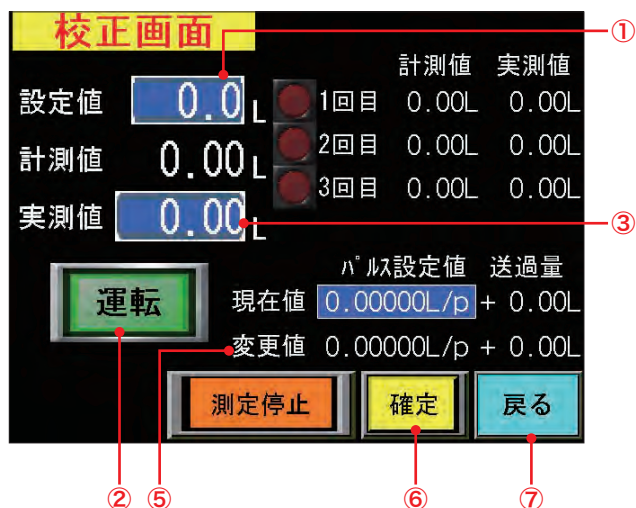 校正画面
①
計測値 実測値
設定値 0.0 L 1回目 0.00L 0.00L
計測値 0.00 L 2回目 0.00L 0.00L
3回目 0.00L 0.00L
実測値 0.00 L
③
パルス設定値 送過量
運転 現在値 0.00000L/p + 0.00L
変更値 0.00000L/p + 0.00L
測定停止 確定 戻る
② ⑤ ⑥ ⑦